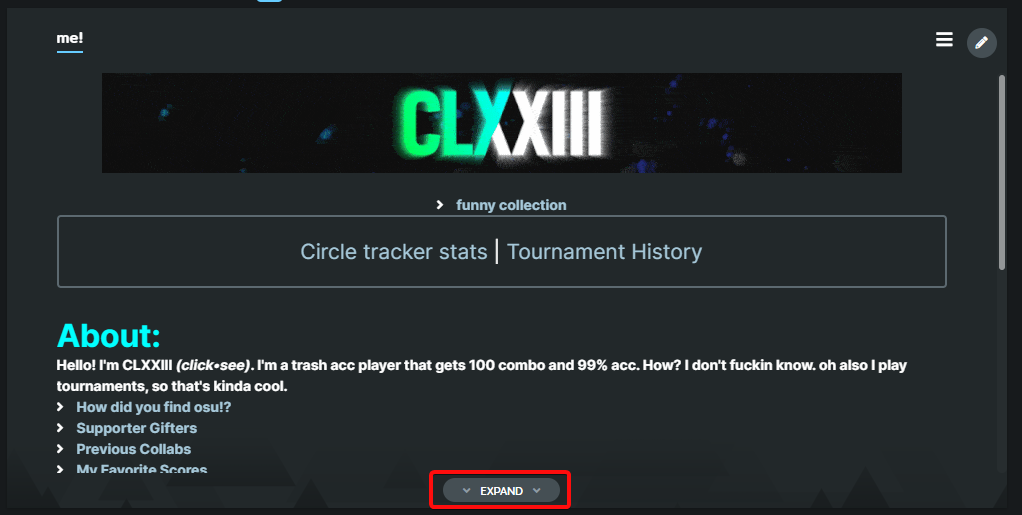 me!
CLXXIII
funny collection
Circle tracker stats | Tournament History
About:
Hello! I'm CLXXIII (click•see). I'm a trash acc player that gets 100 combo and 99% acc. How? I don't fuckin know. oh also I play
tournaments, so that's kinda cool.
How did you find osu!?
Supporter Gifters
Previous Collabs
My Favorite Scores
EXPAND